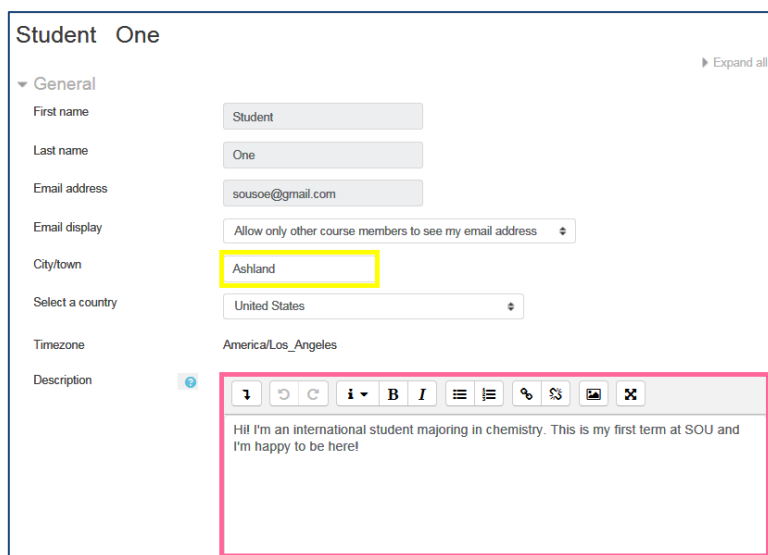 Student One
Expand all
General
First name
Student
Last name
One
Email address
sousoe@gmail.com
Email display
Allow only other course members to see my email address
City/town
Ashland
Select a country
United States
Timezone
America/Los_Angeles
Description
B I
Hi! I'm an international student majoring in chemistry. This is my first term at SOU and
I'm happy to be here!